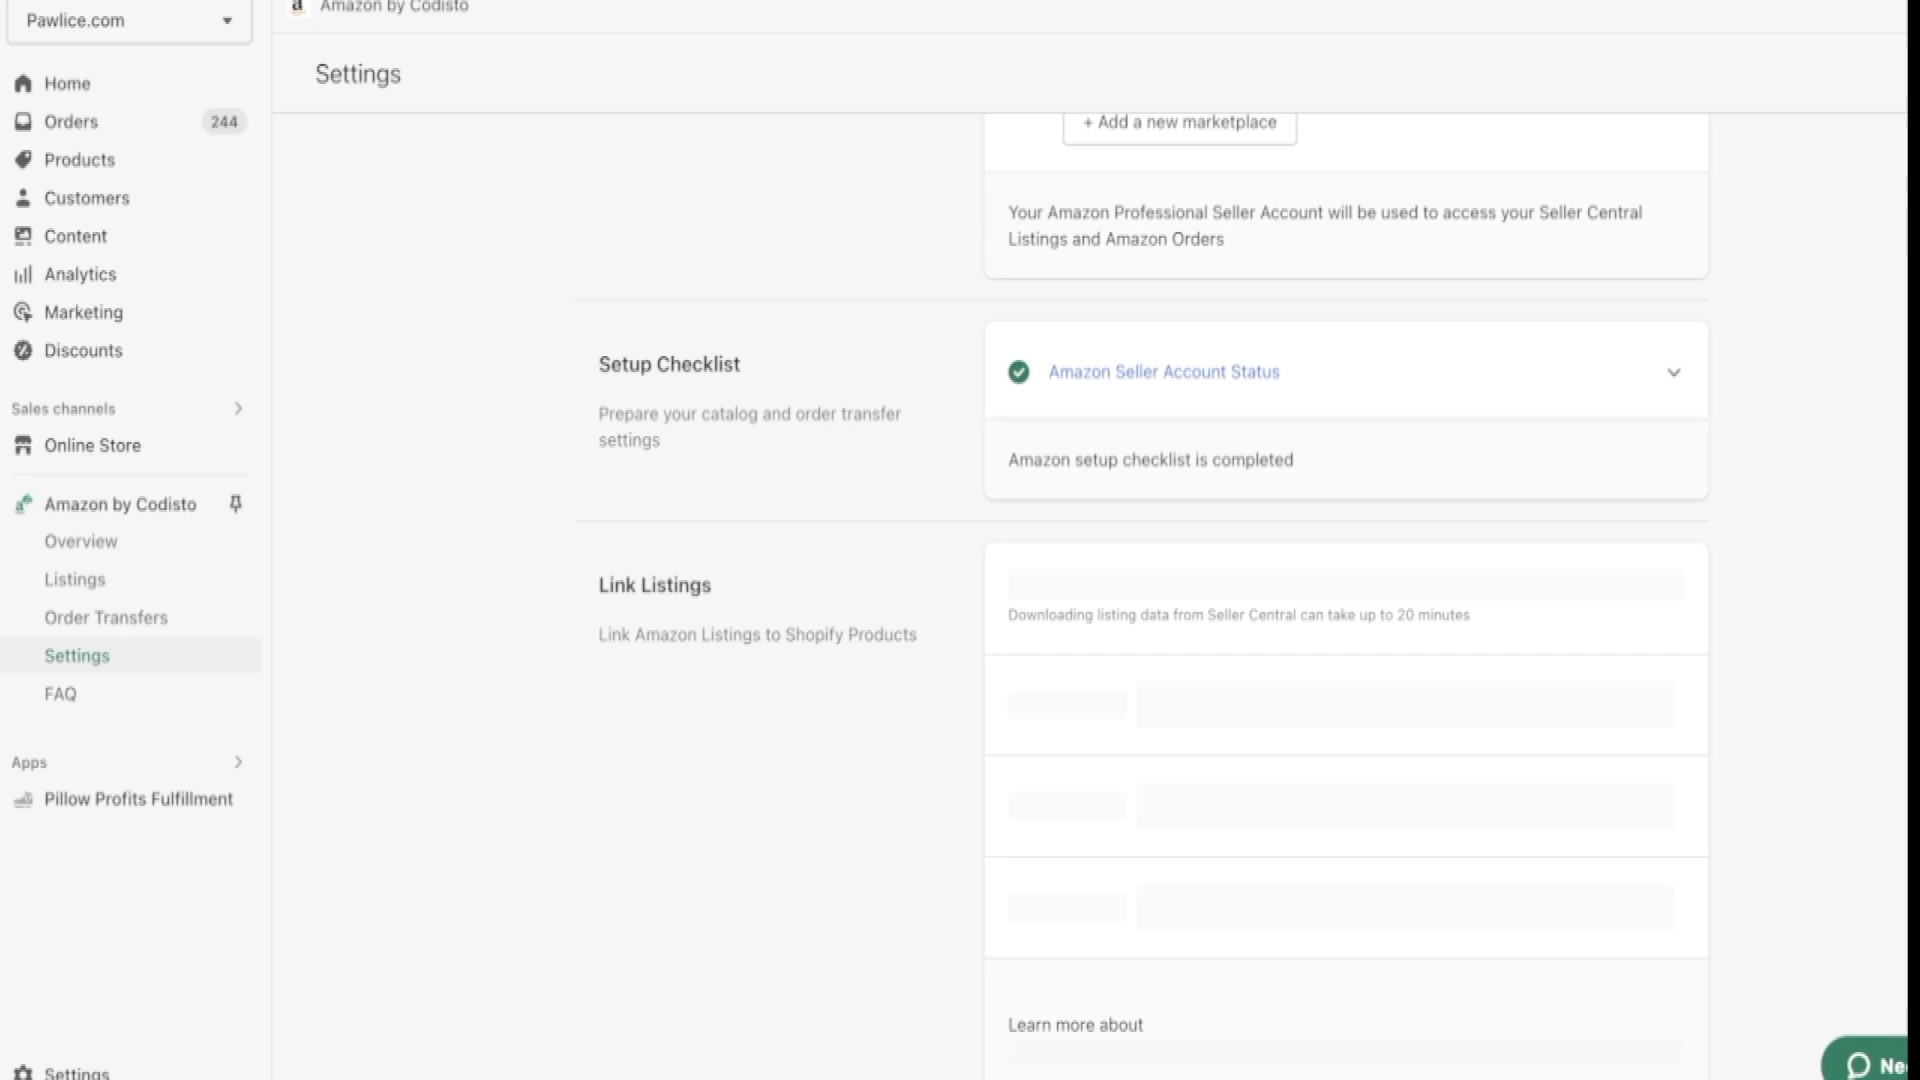 Pawlice.com
Amazon by Codisto
Settings
Home
Orders 244
Products
Customers
Content
Analytics
Marketing
Discounts
Sales channels
Online Store
Amazon by Codisto
Overview
Listings
Order Transfers
Settings
FAQ
Apps
Pillow Profits Fulfillment
Settings
+ Add a new marketplace
Your Amazon Professional Seller Account will be used to access your Seller Central
Listings and Amazon Orders
Setup Checklist
Prepare your catalog and order transfer
settings
Amazon Seller Account Status
Amazon setup checklist is completed
Link Listings
Link Amazon Listings to Shopify Products
Downloading listing data from Seller Central can take up to 20 minutes
Learn more about